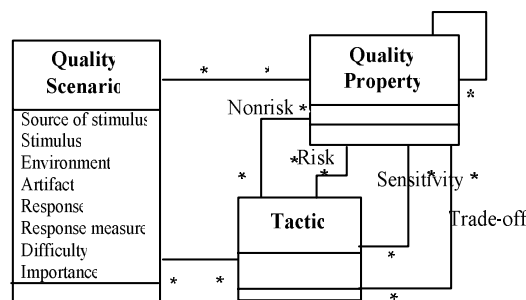 Quality
Scenario
Source of stimulus
Stimulus
Environment
Artifact
Response
Response measure
Difficulty
Importance
* *
Quality
Property
*
Nonrisk *
*
Risk
*
*
Sensitivity
* *
Trade-off
Tactic
*
*
* *